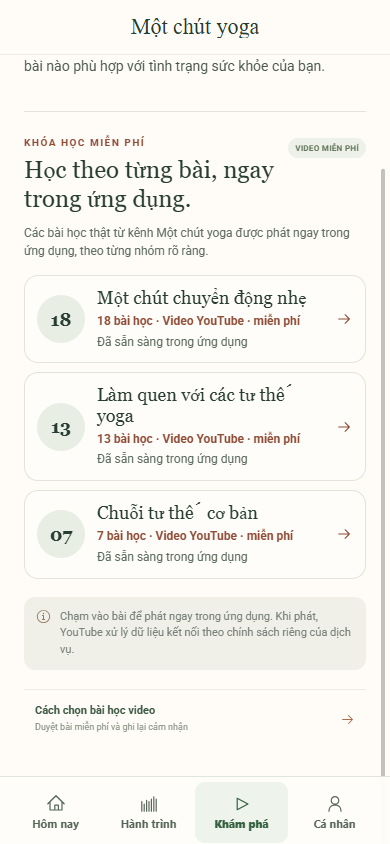 Một chút yoga
bài nào phù hợp với tình trạng sức khỏe của bạn.
KHÓA HỌC MIỄN PHÍ
VIDEO MIỄN PHÍ
Học theo từng bài, ngay
trong ứng dụng.
Các bài học thật từ kênh Một chút yoga được phát ngay trong
ứng dụng, theo từng nhóm rõ ràng.
18
Một chút chuyển động nhẹ
18 bài học · Video YouTube · miễn phí
Đã sẵn sàng trong ứng dụng
13
Làm quen với các tư thế
yoga
13 bài học · Video YouTube · miễn phí
Đã sẵn sàng trong ứng dụng
07
Chuỗi tư thế cơ bản
7 bài học · Video YouTube · miễn phí
Đã sẵn sàng trong ứng dụng
Chạm vào bài để phát ngay trong ứng dụng. Khi phát,
YouTube xử lý dữ liệu kết nối theo chính sách riêng của dịch
vụ.
Cách chọn bài học video
Duyệt bài miễn phí và ghi lại cảm nhận
Hôm nay
Hành trình
Khám phá
Cá nhân